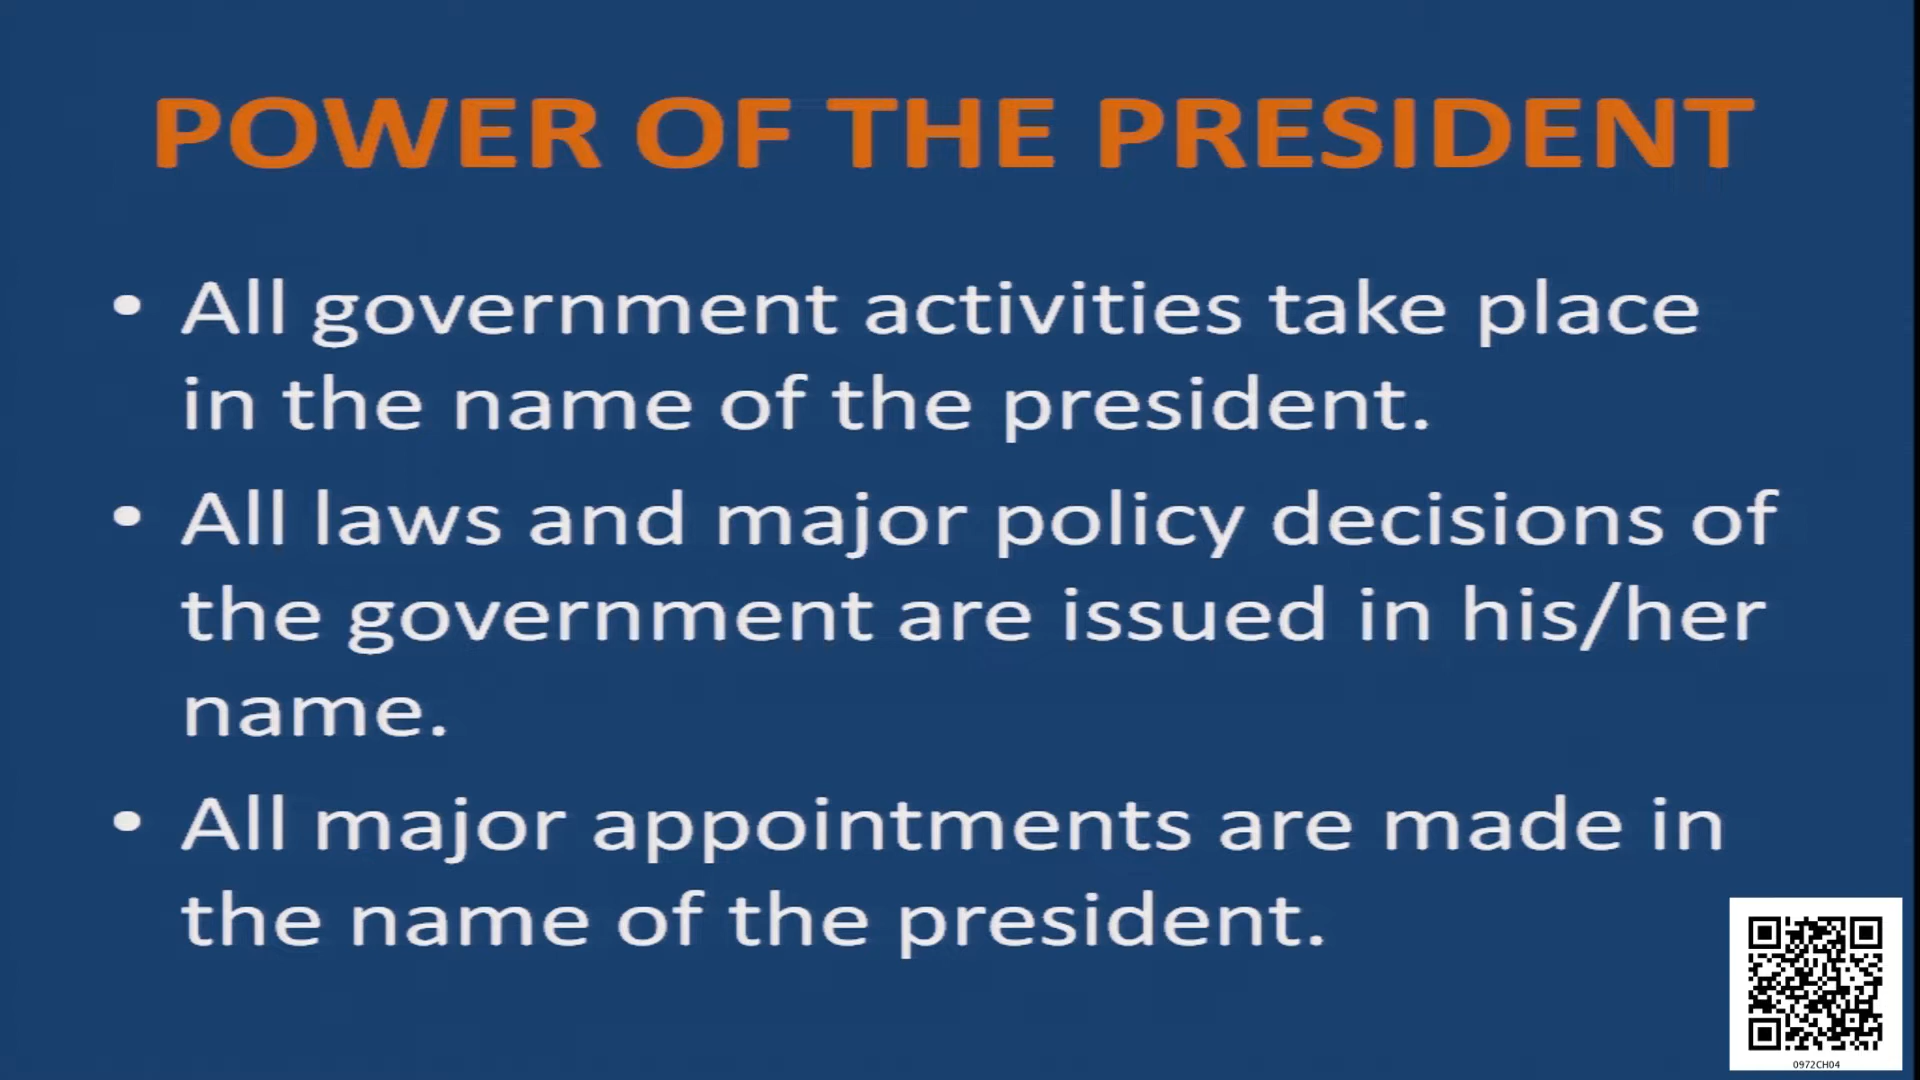 POWER OF THE PRESIDENT
• All government activities take place
in the name of the president.
• All laws and major policy decisions of
the government are issued in his/her
name.
• All major appointments are made in
the name of the president.
0972CH04